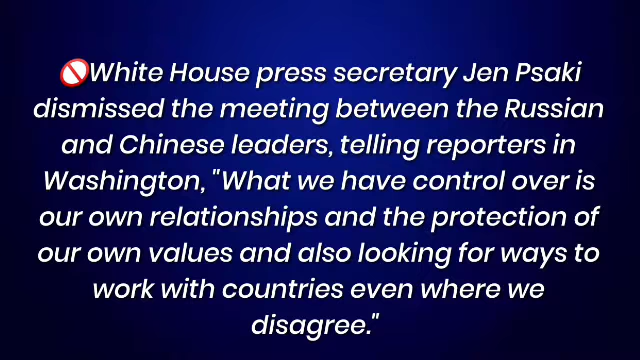 🚫White House press secretary Jen Psaki
dismissed the meeting between the Russian
and Chinese leaders, telling reporters in
Washington, "What we have control over is
our own relationships and the protection of
our own values and also looking for ways to
work with countries even where we
disagree."